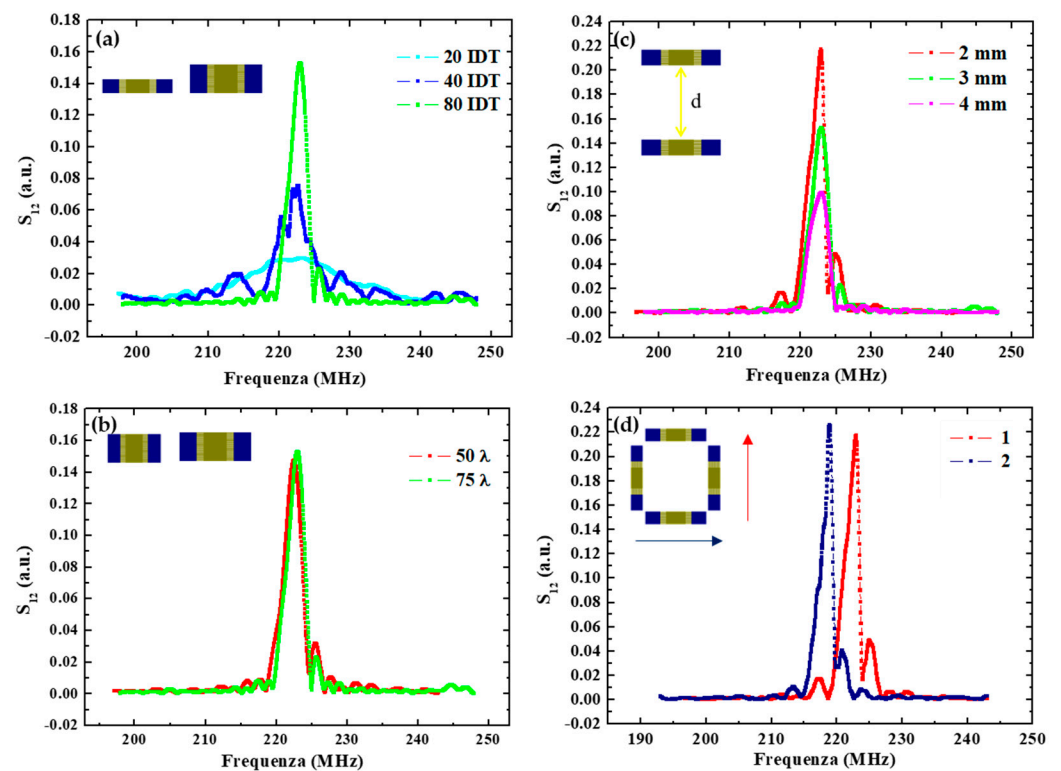 (a)
20 IDT
40 IDT
80 IDT
0.18
0.16
0.14
0.12
0.10
0.08
0.06
0.04
0.02
0.00
-0.02
S12 (a.u.)
200 210 220 230 240 250
Frequenza (MHz)
(c)
d
2 mm
3 mm
4 mm
0.24
0.22
0.20
0.18
0.16
0.14
0.12
0.10
0.08
0.06
0.04
0.02
0.00
-0.02
S12 (a.u.)
200 210 220 230 240 250
Frequenza (MHz)
(b)
50 λ
75 λ
0.18
0.16
0.14
0.12
0.10
0.08
0.06
0.04
0.02
0.00
-0.02
S12 (a.u.)
200 210 220 230 240 250
Frequenza (MHz)
(d)
1
2
0.24
0.22
0.20
0.18
0.16
0.14
0.12
0.10
0.08
0.06
0.04
0.02
0.00
-0.02
S12 (a.u.)
190 200 210 220 230 240 250
Frequenza (MHz)